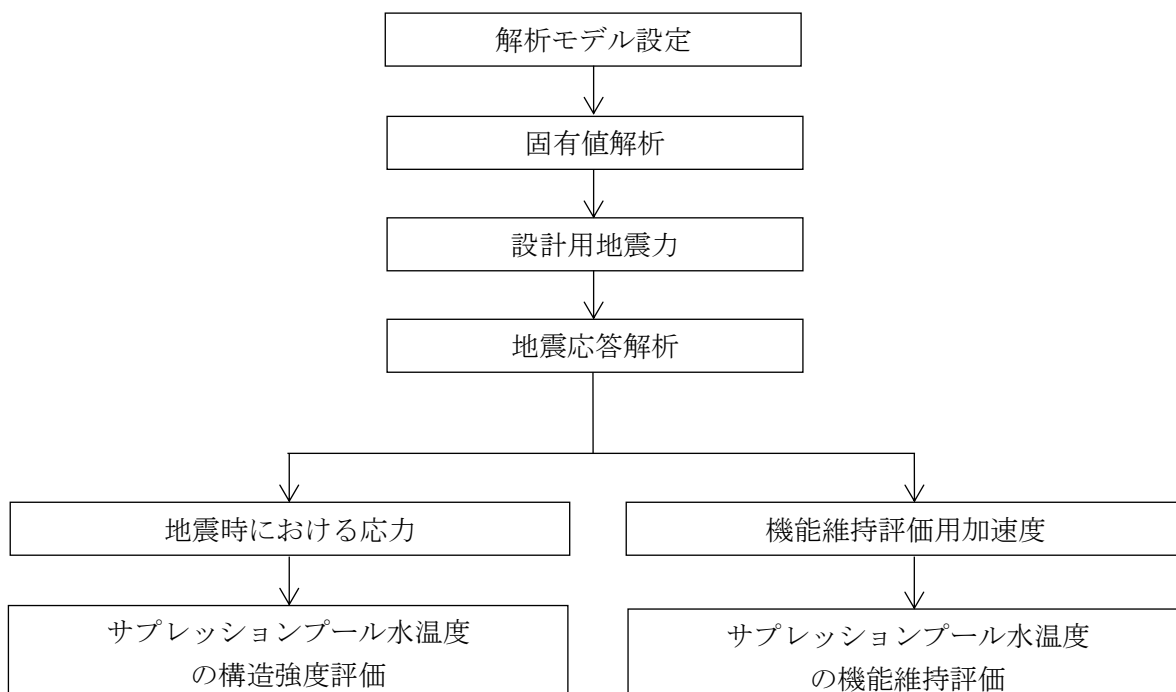 解析モデル設定
固有値解析
設計用地震力
地震応答解析
地震時における応力
機能維持評価用加速度
サプレッションプール水温度
の構造強度評価
サプレッションプール水温度
の機能維持評価